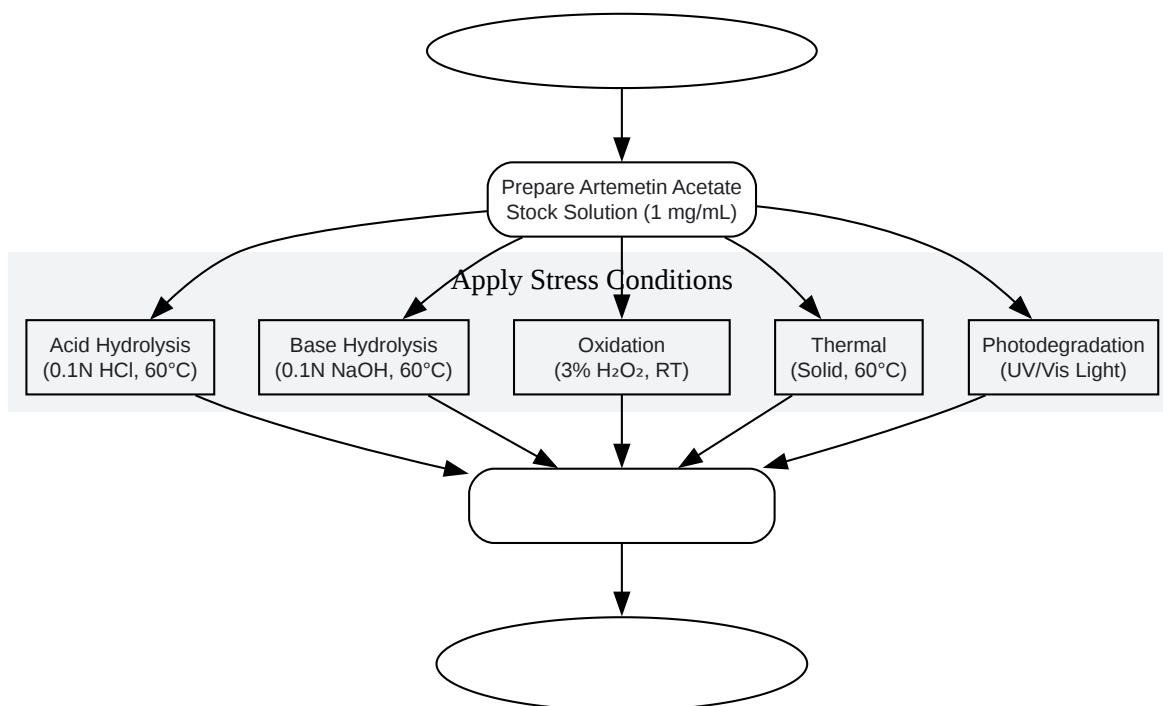 Prepare Artemetin Acetate
Stock Solution (1 mg/mL)
Apply Stress Conditions
Acid Hydrolysis
(0.1N HCl, 60°C)
Base Hydrolysis
(0.1N NaOH, 60°C)
Oxidation
(3% H₂O₂, RT)
Thermal
(Solid, 60°C)
Photodegradation
(UV/Vis Light)